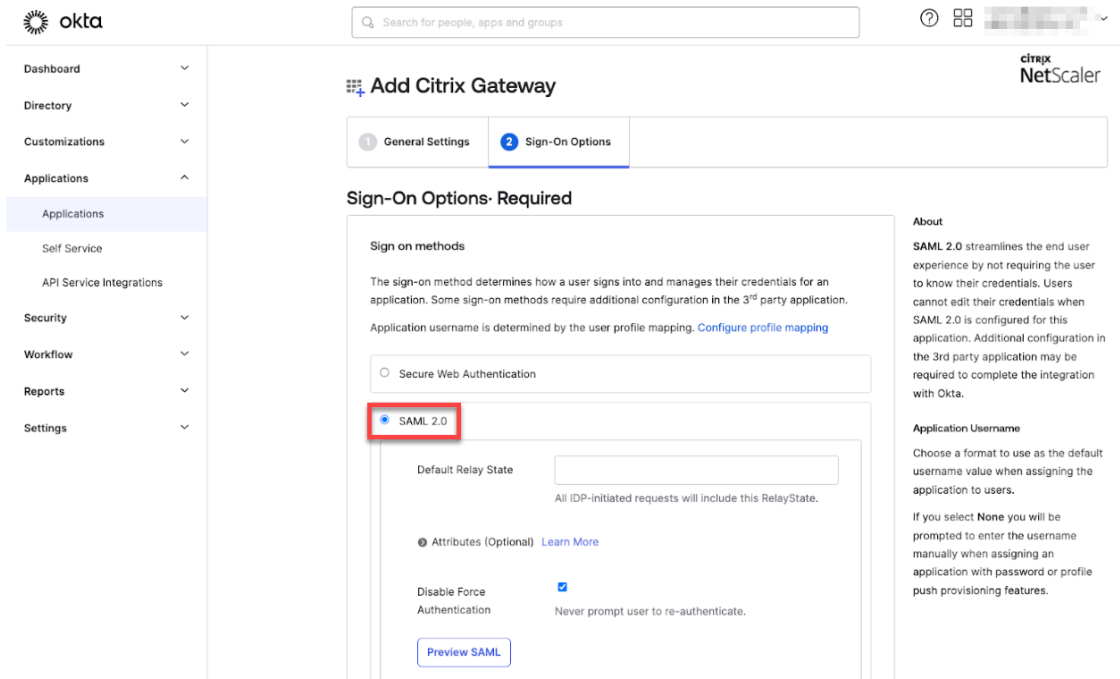 okta
Search for people, apps and groups
citrix
NetScaler
Dashboard
Directory
Customizations
Applications
Applications
Self Service
API Service Integrations
Security
Workflow
Reports
Settings
Add Citrix Gateway
1 General Settings
2 Sign-On Options
Sign-On Options· Required
Sign on methods
The sign-on method determines how a user signs into and manages their credentials for an
application. Some sign-on methods require additional configuration in the 3rd party application.
Application username is determined by the user profile mapping. Configure profile mapping
Secure Web Authentication
SAML 2.0
Default Relay State
All IDP-initiated requests will include this RelayState.
Attributes (Optional) Learn More
Disable Force
Authentication
Never prompt user to re-authenticate.
Preview SAML
About
SAML 2.0 streamlines the end user
experience by not requiring the user
to know their credentials. Users
cannot edit their credentials when
SAML 2.0 is configured for this
application. Additional configuration in
the 3rd party application may be
required to complete the integration
with Okta.
Application Username
Choose a format to use as the default
username value when assigning the
application to users.
If you select None you will be
prompted to enter the username
manually when assigning an
application with password or profile
push provisioning features.